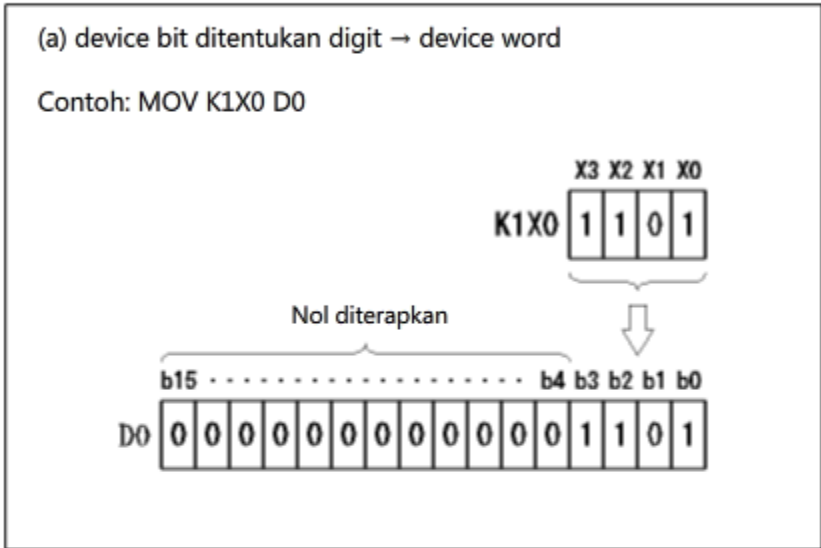 (a) device bit ditentukan digit → device word
Contoh: MOV K1X0 D0
X3 X2 X1 X0
K1X0 1 1 0 1
Nol diterapkan
b15 · · · · · · · · · · · · · · · · · · · b4 b3 b2 b1 b0
D0 0 0 0 0 0 0 0 0 0 0 0 0 1 1 0 1